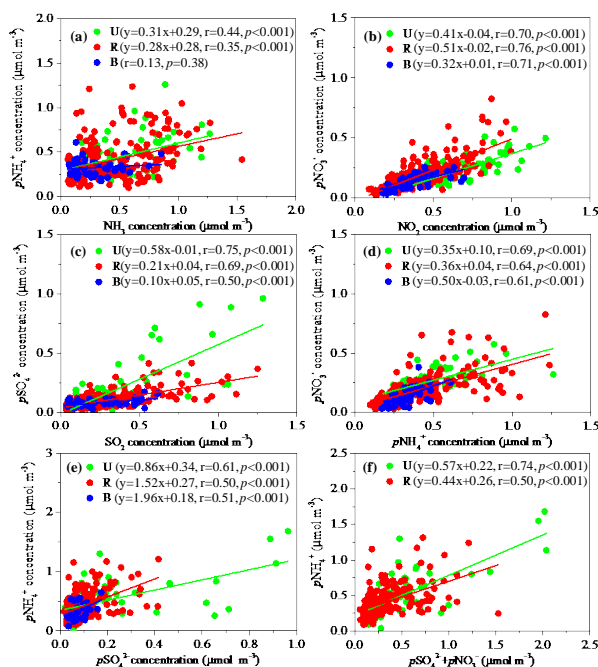 (a) U(y=0.31x+0.29, r=0.44, p<0.001)
R(y=0.28x+0.28, r=0.35, p<0.001)
B (r=0.13, p=0.38)
pNH₄⁺ concentration (μmol m⁻³)
2.0
1.5
1.0
0.5
0.0
0.0 0.5 1.0 1.5 2.0
NH₃ concentration (μmol m⁻³)
(b) U(y=0.41x-0.04, r=0.70, p<0.001)
R(y=0.51x-0.02, r=0.76, p<0.001)
B(y=0.32x+0.01, r=0.71, p<0.001)
pNO₃⁻ concentration (μmol m⁻³)
1.5
1.0
0.5
0.0
0.0 0.5 1.0 1.5
NO₂ concentration (μmol m⁻³)
(c) U(y=0.58x-0.01, r=0.75, p<0.001)
R(y=0.21x+0.04, r=0.69, p<0.001)
B(y=0.10x+0.05, r=0.50, p<0.001)
pSO₄²⁻ concentration (μmol m⁻³)
1.5
1.0
0.5
0.0
0.0 0.5 1.0 1.5
SO₂ concentration (μmol m⁻³)
(d) U(y=0.35x+0.10, r=0.69, p<0.001)
R (y=0.36x+0.04, r=0.64, p<0.001)
B (y=0.50x-0.03, r=0.61, p<0.001)
pNO₃⁻ concentration (μmol m⁻³)
1.5
1.0
0.5
0.0
0.0 0.5 1.0 1.5
pNH₄⁺ concentration (μmol m⁻³)
(e) U (y=0.86x+0.34, r=0.61, p<0.001)
R (y=1.52x+0.27, r=0.50, p<0.001)
B (y=1.96x+0.18, r=0.51, p<0.001)
pNH₄⁺ concentration (μmol m⁻³)
4
3
2
1
0
0.0 0.2 0.4 0.6 0.8 1.0
pSO₄²⁻ concentration (μmol m⁻³)
(f) U(y=0.57x+0.22, r=0.74, p<0.001)
R(y=0.44x+0.26, r=0.50, p<0.001)
pNH₄⁺ concentration (μmol m⁻³)
2.5
2.0
1.5
1.0
0.5
0.0
0.0 0.5 1.0 1.5 2.0 2.5
pSO₄²⁻+pNO₃⁻ concentration (μmol m⁻³)